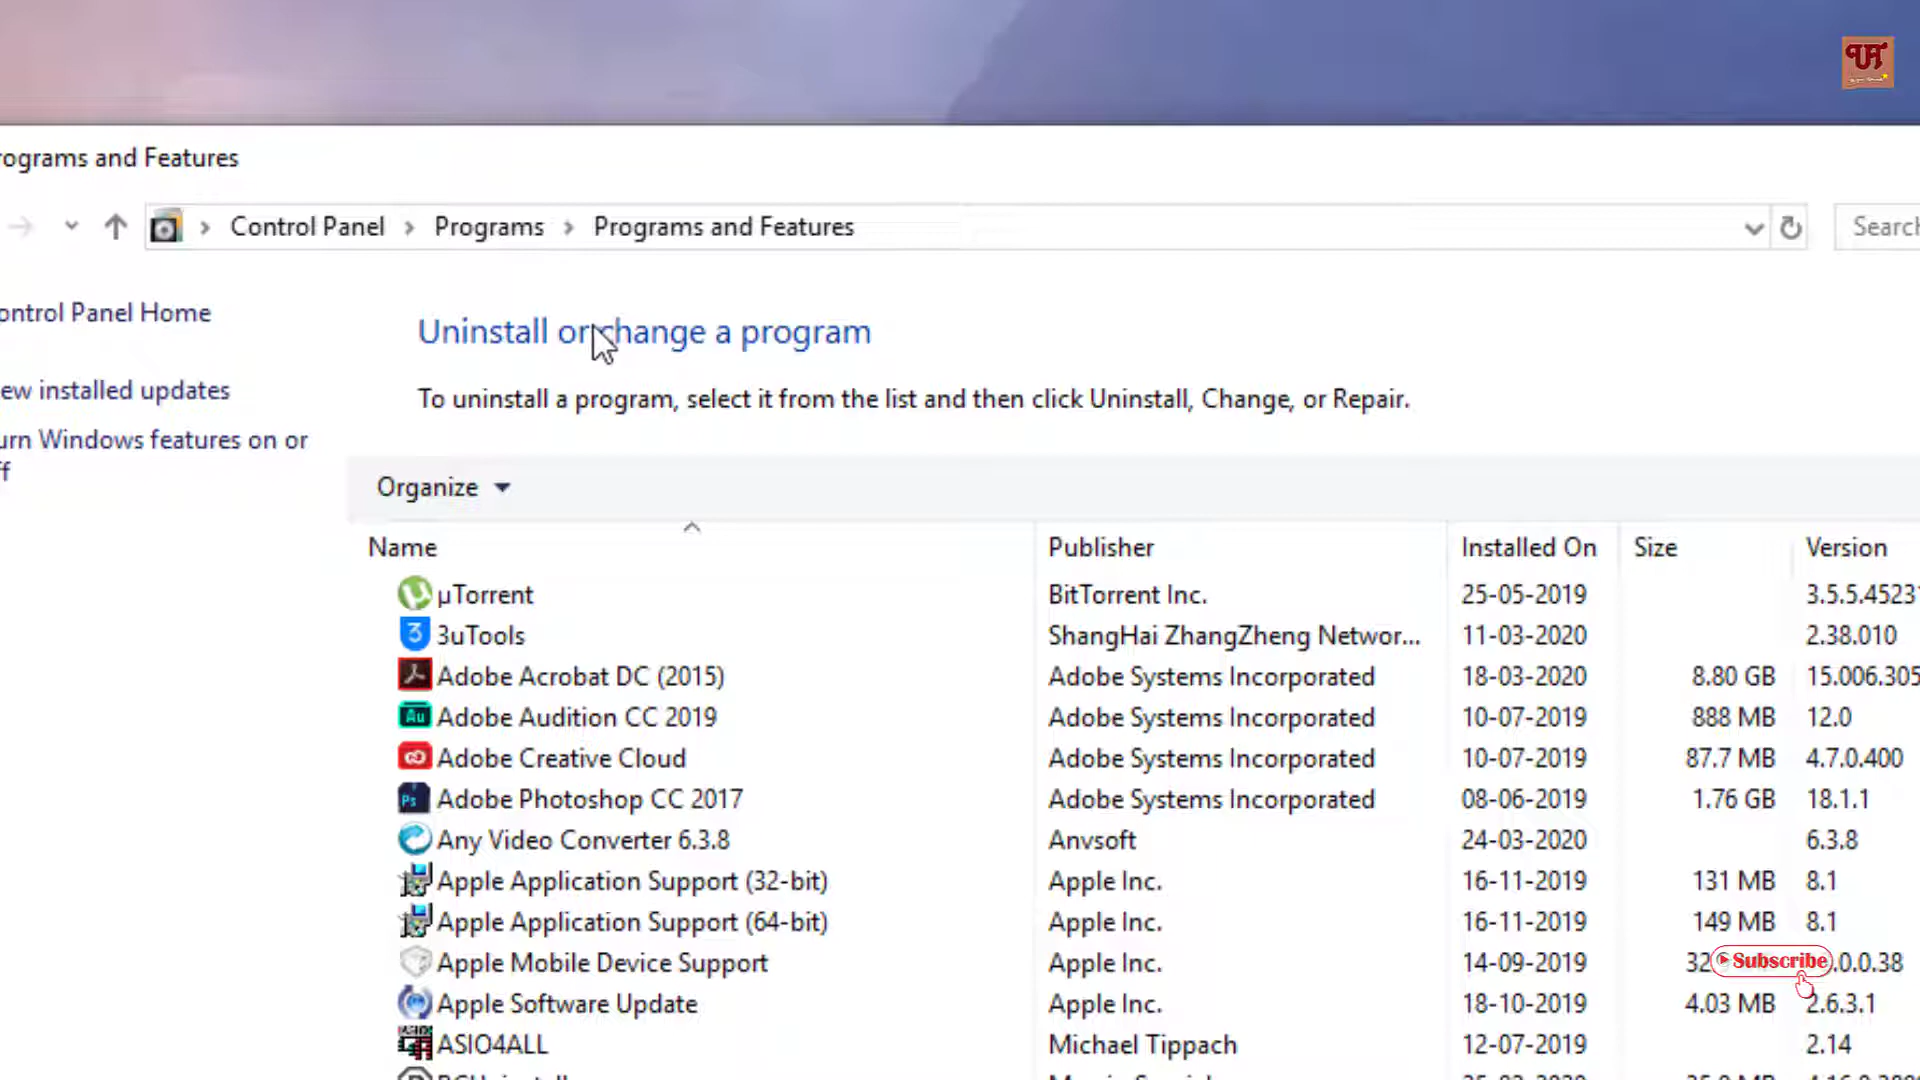 rograms and Features
Control Panel > Programs > Programs and Features
Search
ontrol Panel Home
Uninstall or change a program
ew installed updates
To uninstall a program, select it from the list and then click Uninstall, Change, or Repair.
urn Windows features on or
ff
Organize
Name Publisher Installed On Size Version
µTorrent BitTorrent Inc. 25-05-2019 3.5.5.4523
3uTools ShangHai ZhangZheng Networ... 11-03-2020 2.38.010
Adobe Acrobat DC (2015) Adobe Systems Incorporated 18-03-2020 8.80 GB 15.006.305
Adobe Audition CC 2019 Adobe Systems Incorporated 10-07-2019 888 MB 12.0
Adobe Creative Cloud Adobe Systems Incorporated 10-07-2019 87.7 MB 4.7.0.400
Adobe Photoshop CC 2017 Adobe Systems Incorporated 08-06-2019 1.76 GB 18.1.1
Any Video Converter 6.3.8 Anvsoft 24-03-2020 6.3.8
Apple Application Support (32-bit) Apple Inc. 16-11-2019 131 MB 8.1
Apple Application Support (64-bit) Apple Inc. 16-11-2019 149 MB 8.1
Apple Mobile Device Support Apple Inc. 14-09-2019 32 .0.0.38
Subscribe
Apple Software Update Apple Inc. 18-10-2019 4.03 MB 2.6.3.1
ASIO4ALL Michael Tippach 12-07-2019 2.14